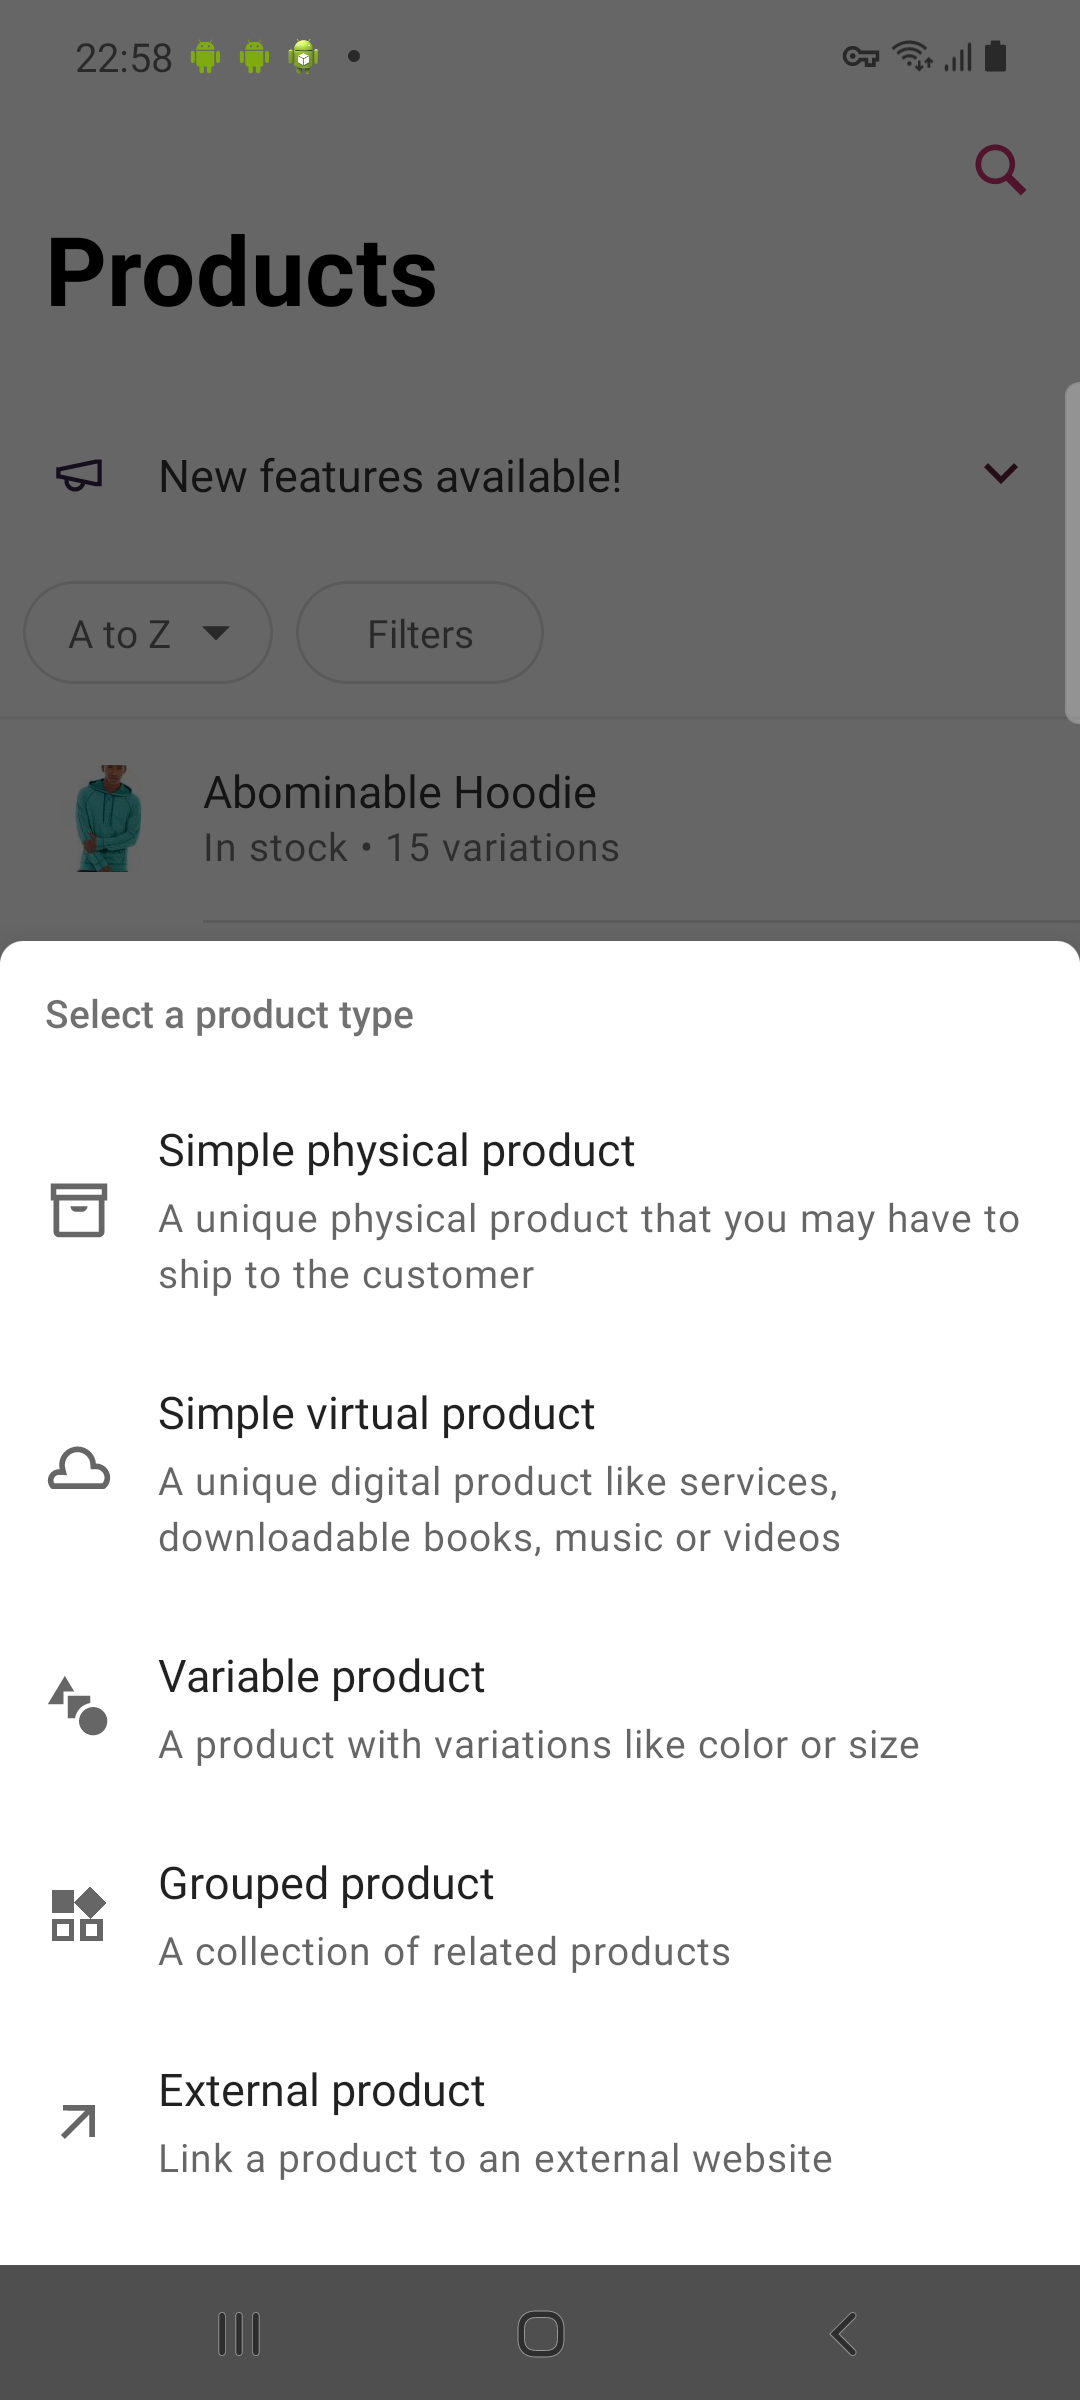 22:58
Products
New features available!
A to Z
Filters
Abominable Hoodie
In stock • 15 variations
Select a product type
Simple physical product
A unique physical product that you may have to
ship to the customer
Simple virtual product
A unique digital product like services,
downloadable books, music or videos
Variable product
A product with variations like color or size
Grouped product
A collection of related products
External product
Link a product to an external website